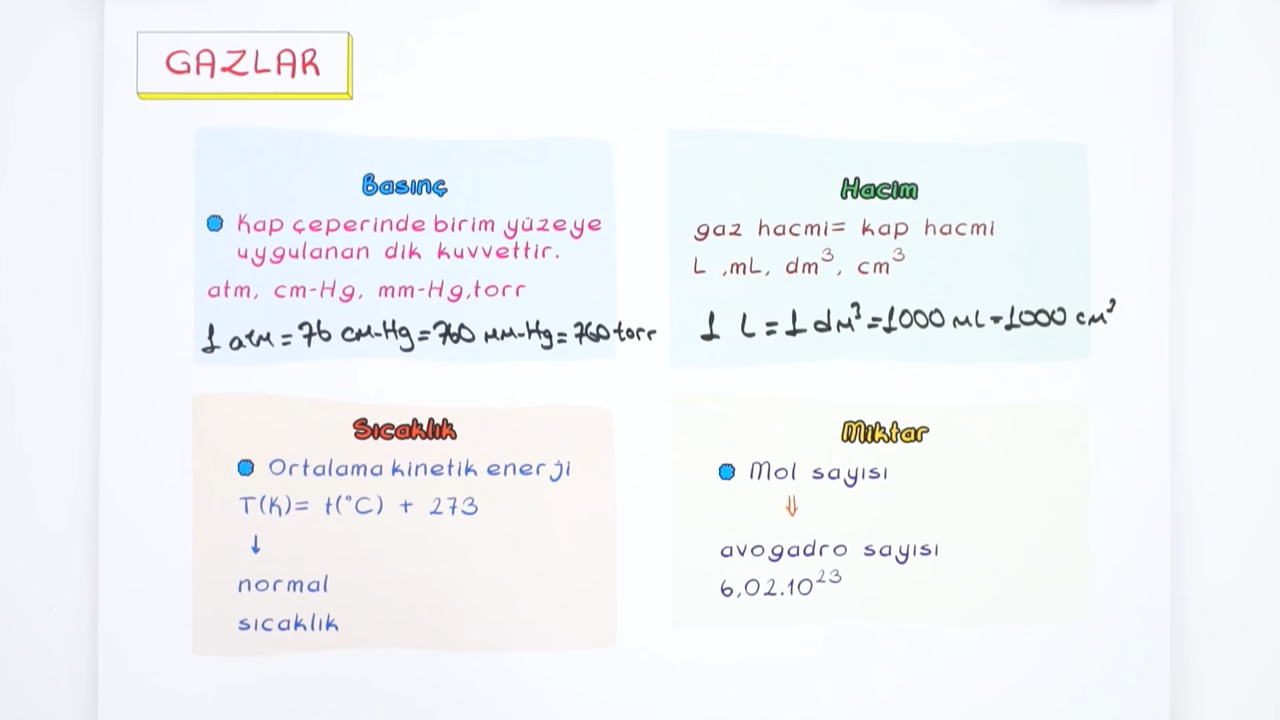 GAZLAR
Basınç
Kap çeperinde birim yüzeye
uygulanan dik kuvvettir.
atm, cm-Hg, mm-Hg,torr
1 atm = 76 cm-Hg = 760 mm-Hg = 760 torr
Hacim
gaz hacmi= kap hacmi
L ,mL, dm³, cm³
1 L = 1 dm³ = 1000 mL = 1000 cm³
Sıcaklık
Ortalama kinetik enerji
T(K)= t(°C) + 273
↓
normal
sıcaklık
Miktar
Mol sayısı
⇓
avogadro sayısı
6,02.10²³